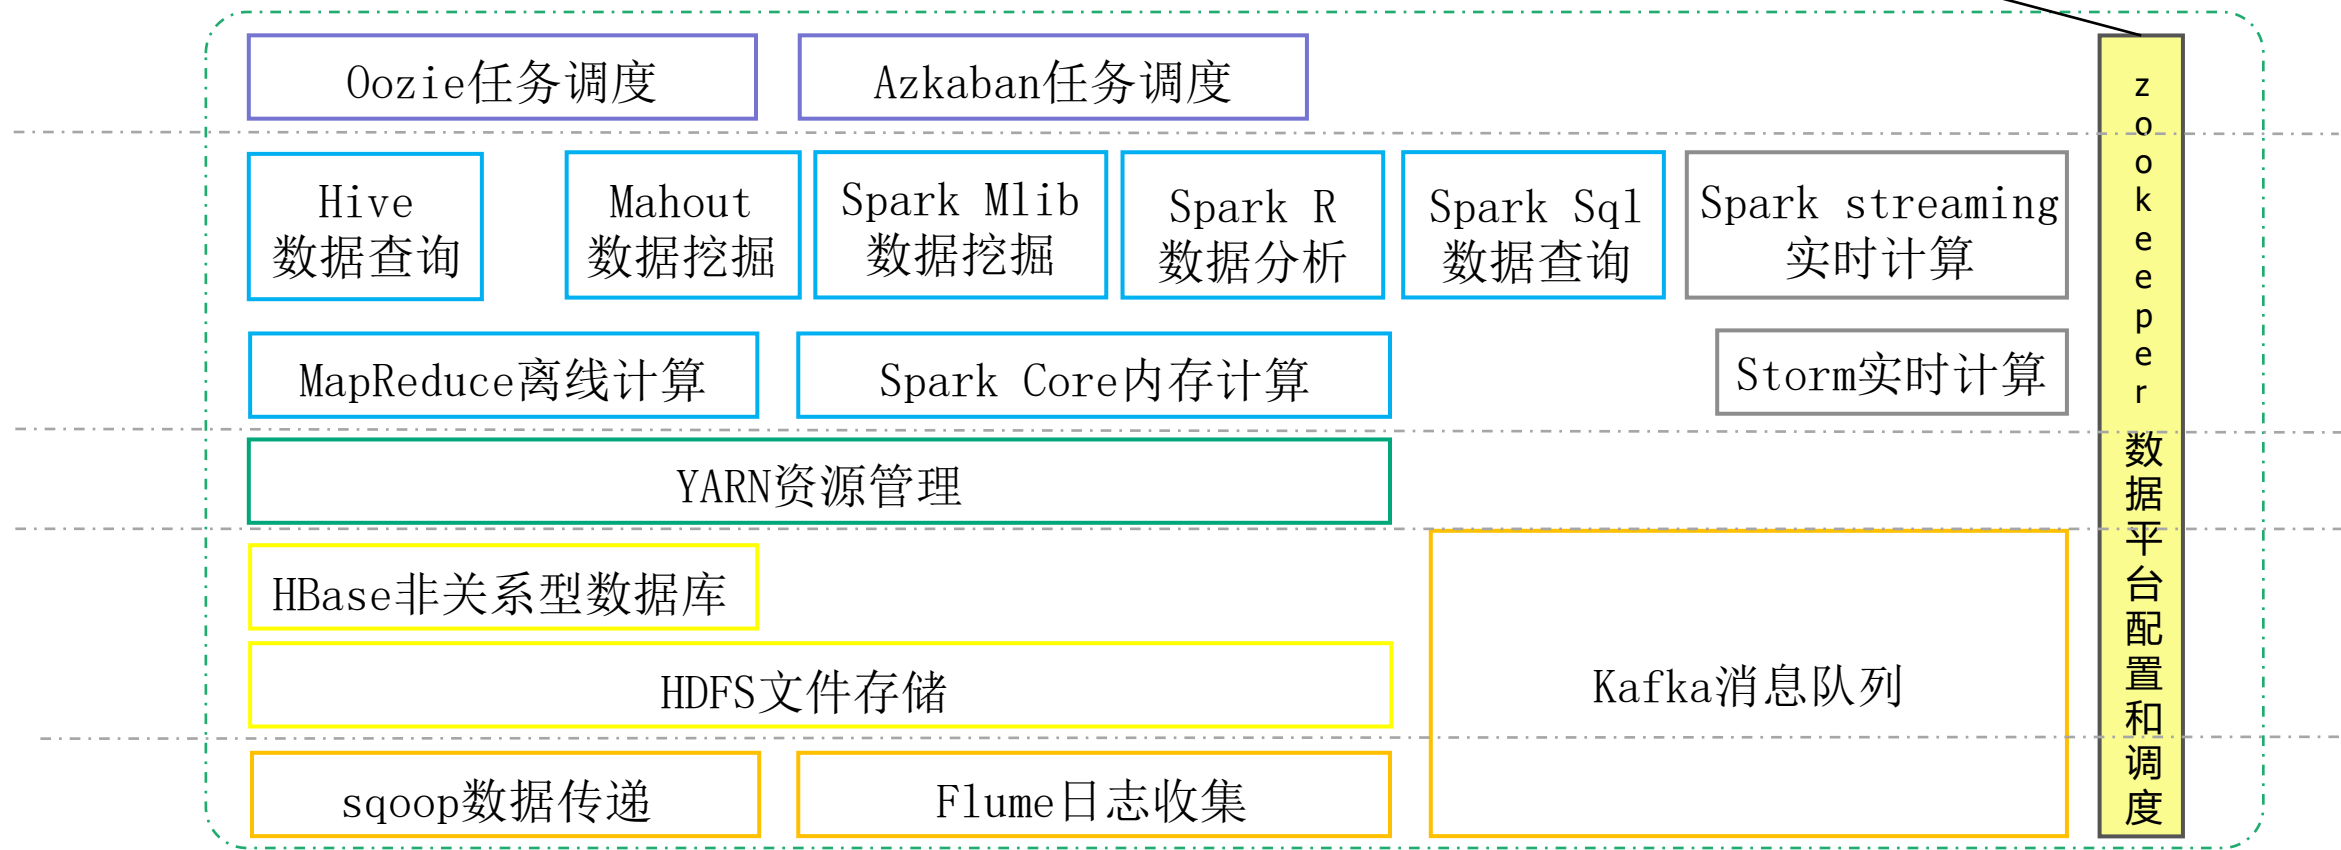 Oozie任务调度
Azkaban任务调度
Hive
数据查询
Mahout
数据挖掘
Spark Mlib
数据挖掘
Spark R
数据分析
Spark Sql
数据查询
Spark streaming
实时计算
MapReduce离线计算
Spark Core内存计算
Storm实时计算
YARN资源管理
HBase非关系型数据库
HDFS文件存储
Kafka消息队列
sqoop数据传递
Flume日志收集
zookeeper数据平台配置和调度